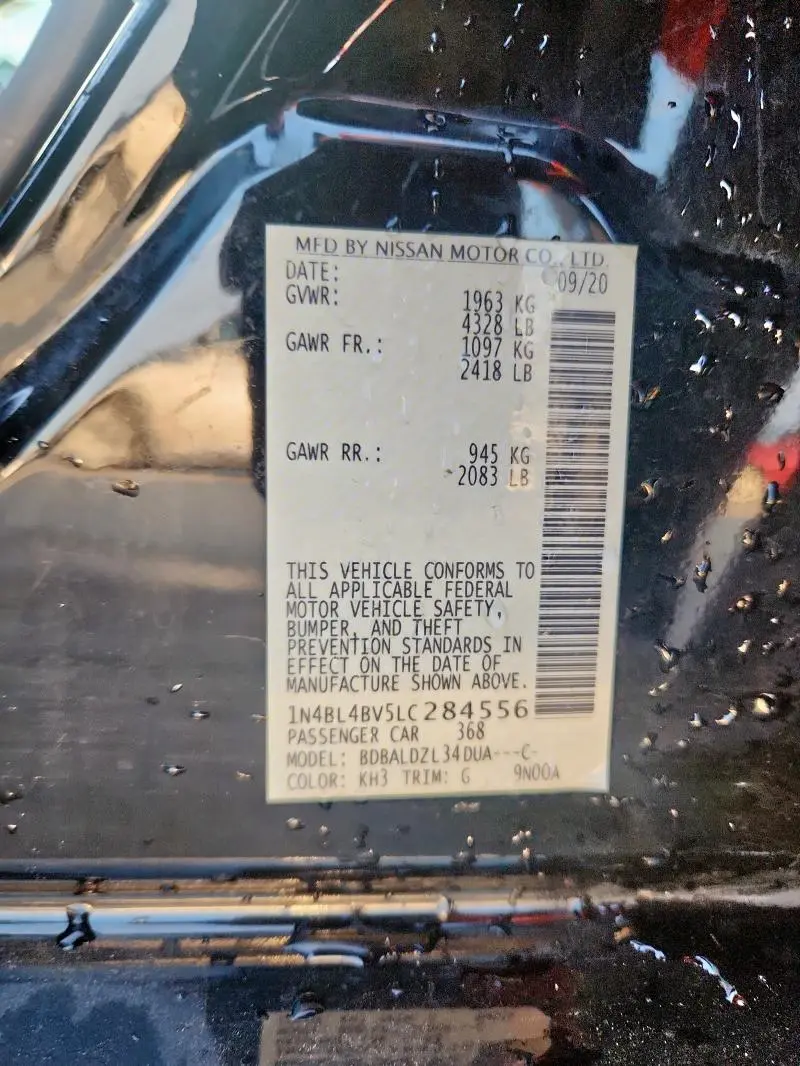 MFD BY NISSAN MOTOR CO., LTD.
DATE: 09/20
GVWR: 1963 KG
4328 LB
GAWR FR.: 1097 KG
2418 LB
GAWR RR.: 945 KG
2083 LB
THIS VEHICLE CONFORMS TO
ALL APPLICABLE FEDERAL
MOTOR VEHICLE SAFETY,
BUMPER, AND THEFT
PREVENTION STANDARDS IN
EFFECT ON THE DATE OF
MANUFACTURE SHOWN ABOVE.
1N4BL4BV5LC284556
PASSENGER CAR 368
MODEL: BDBALDZL34DUA---C-
COLOR: KH3 TRIM: G 9N00A